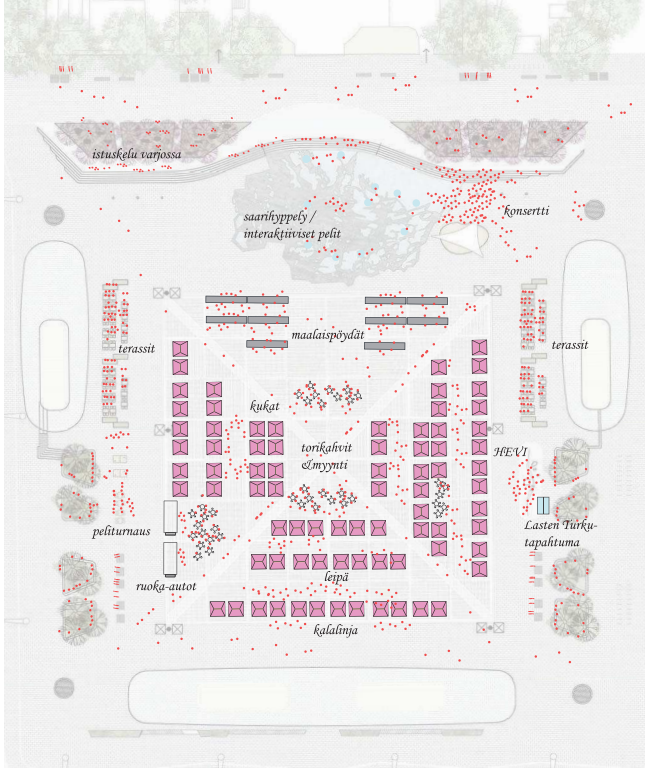 istuskelu varjossa
saarihyppely /
interaktiiviset pelit
konsertti
maalaispöydät
terassit
terassit
kukat
torikahvit
&myynti
HEVI
peliturnaus
Lasten Turku-
tapahtuma
ruoka-autot
leipä
kalalinja